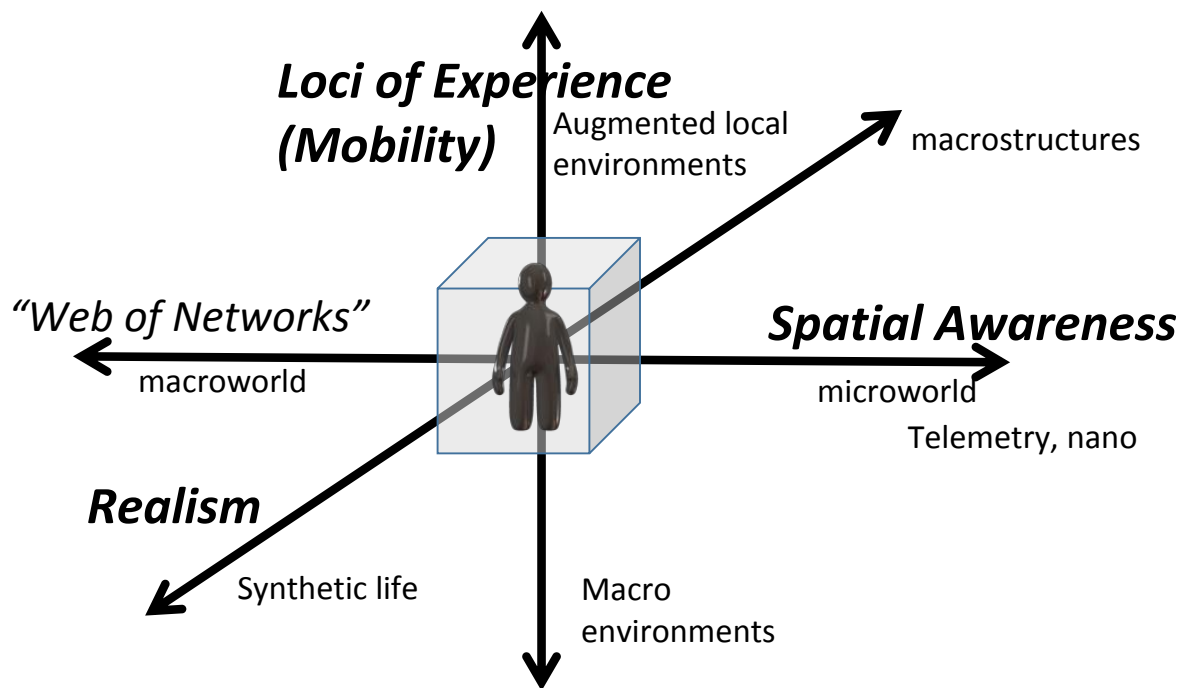 Loci of Experience
(Mobility)
Augmented local
environments
macrostructures
“Web of Networks”
Spatial Awareness
macroworld
microworld
Telemetry, nano
Realism
Synthetic life
Macro
environments